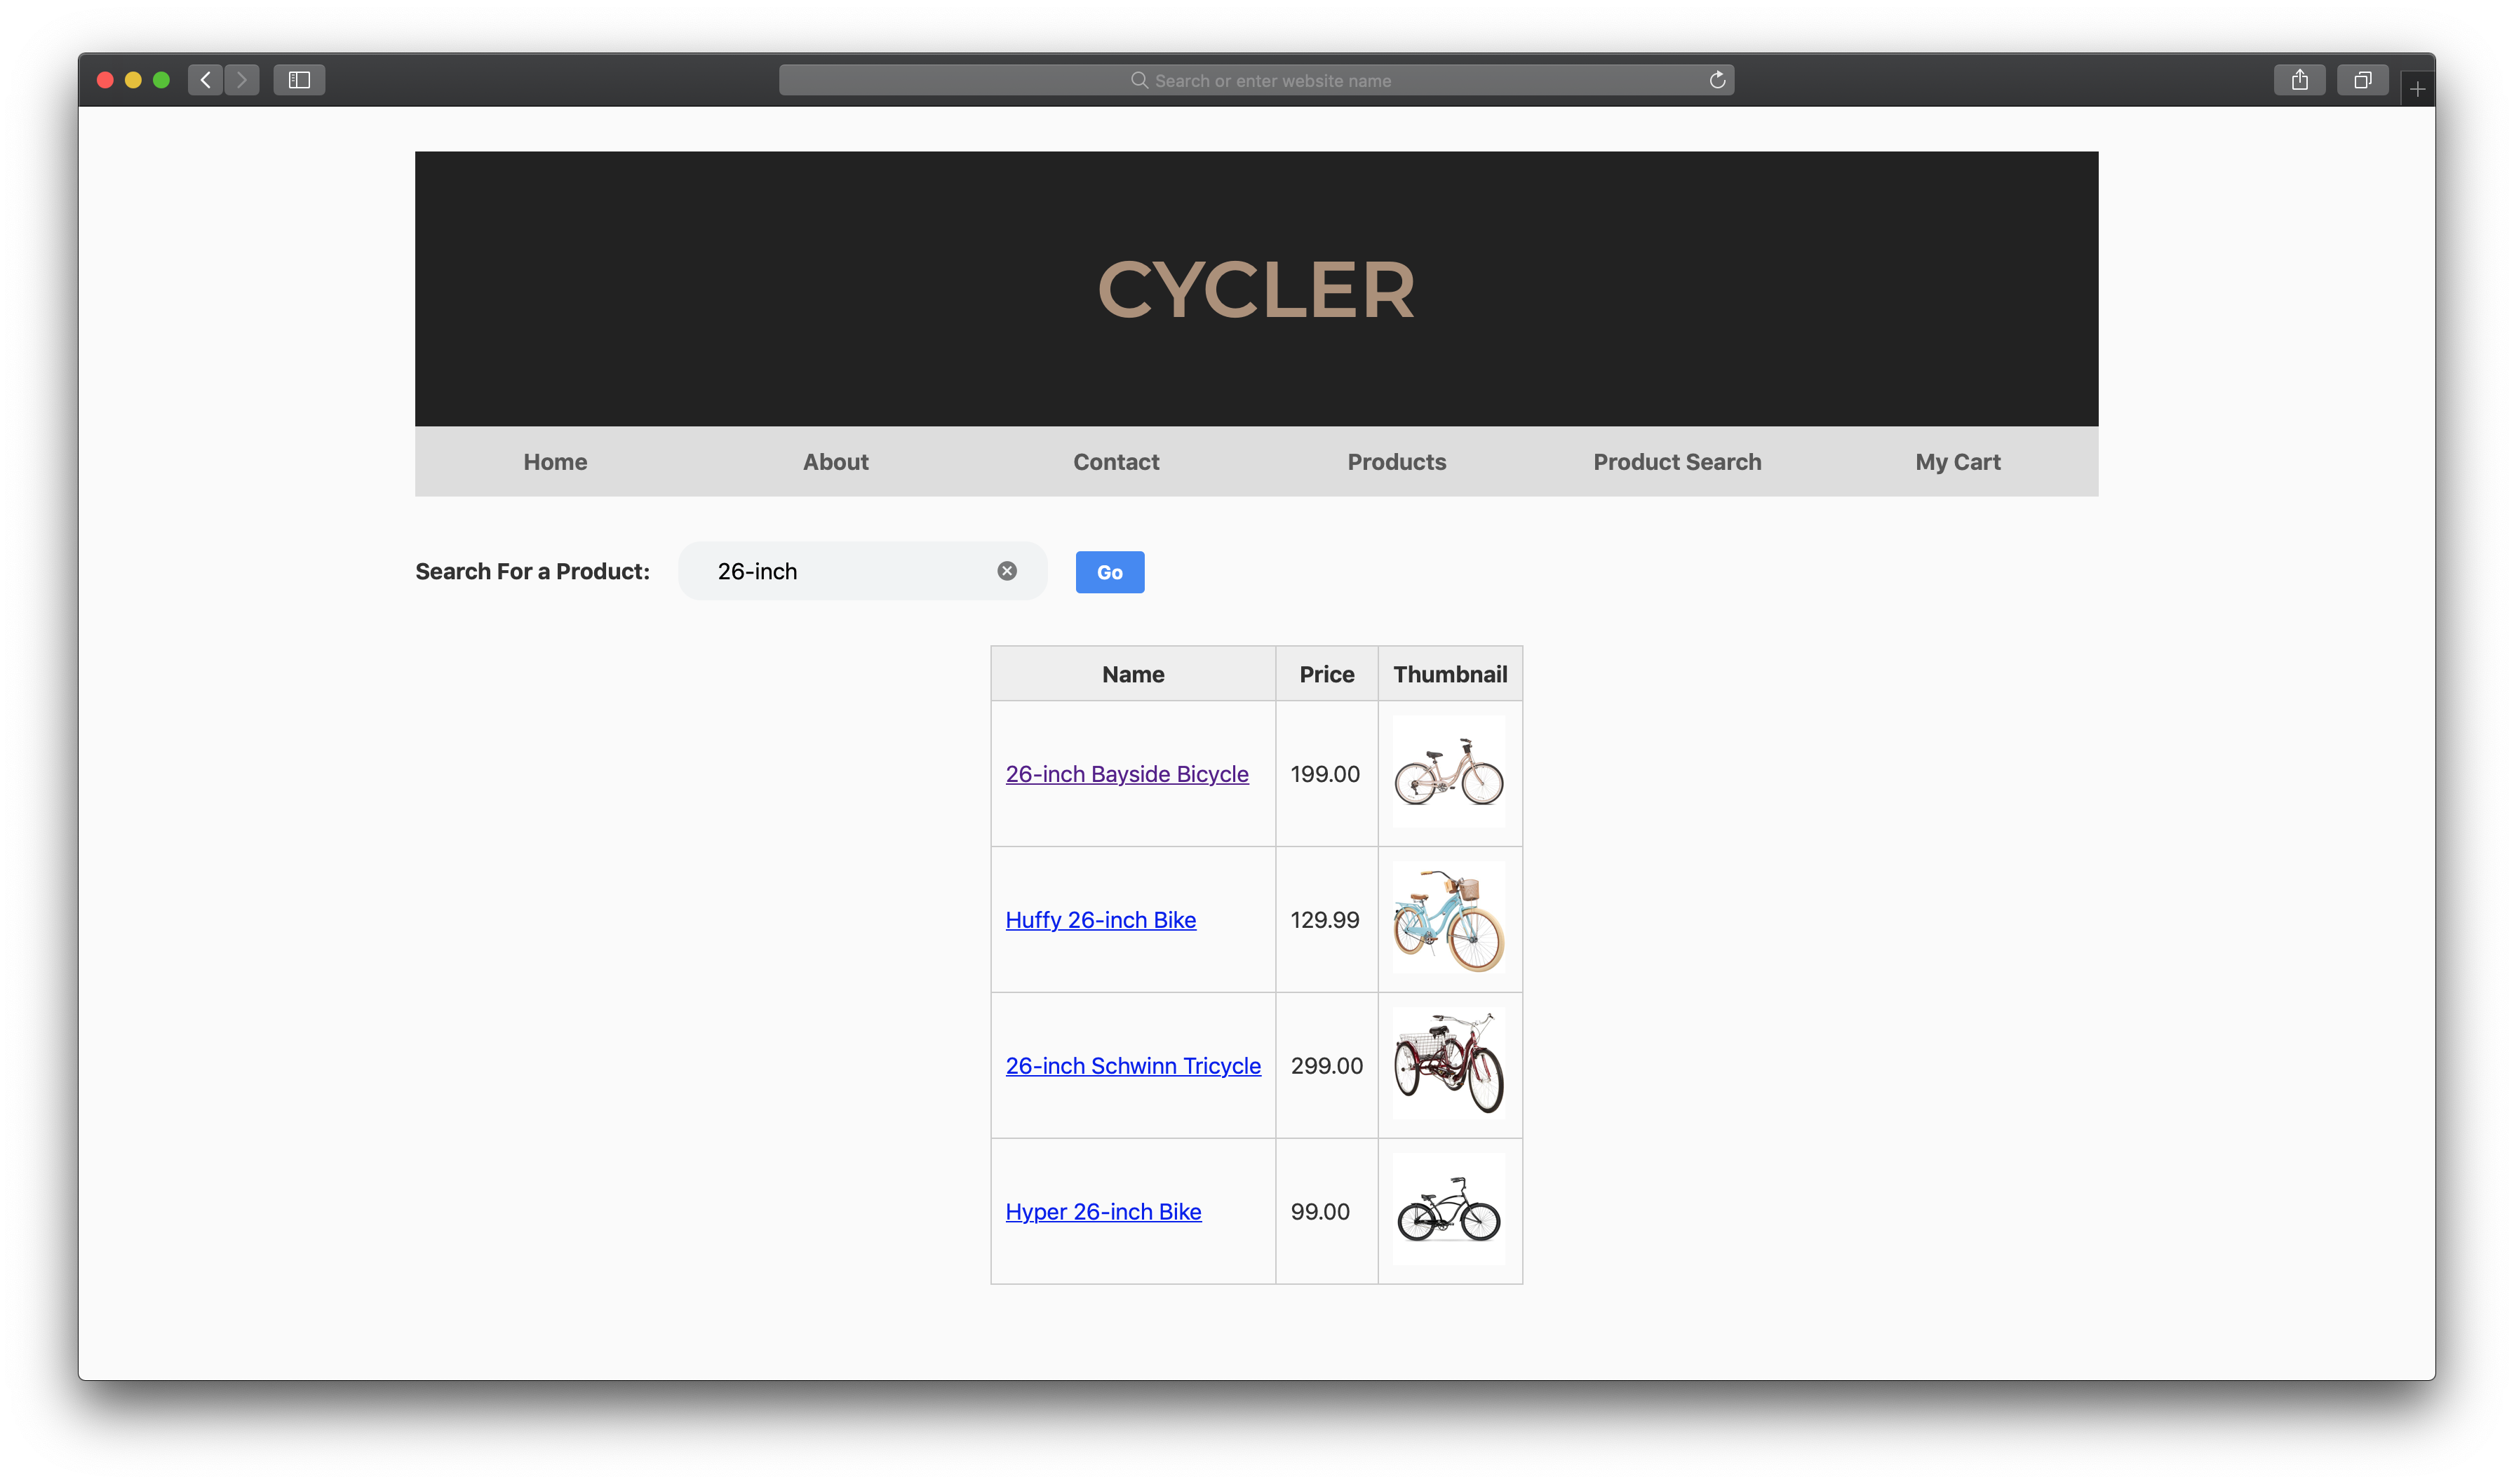 Search or enter website name
CYCLER
Home About Contact Products Product Search My Cart
Search For a Product: 26-inch Go
Name Price Thumbnail
26-inch Bayside Bicycle 199.00
Huffy 26-inch Bike 129.99
26-inch Schwinn Tricycle 299.00
Hyper 26-inch Bike 99.00